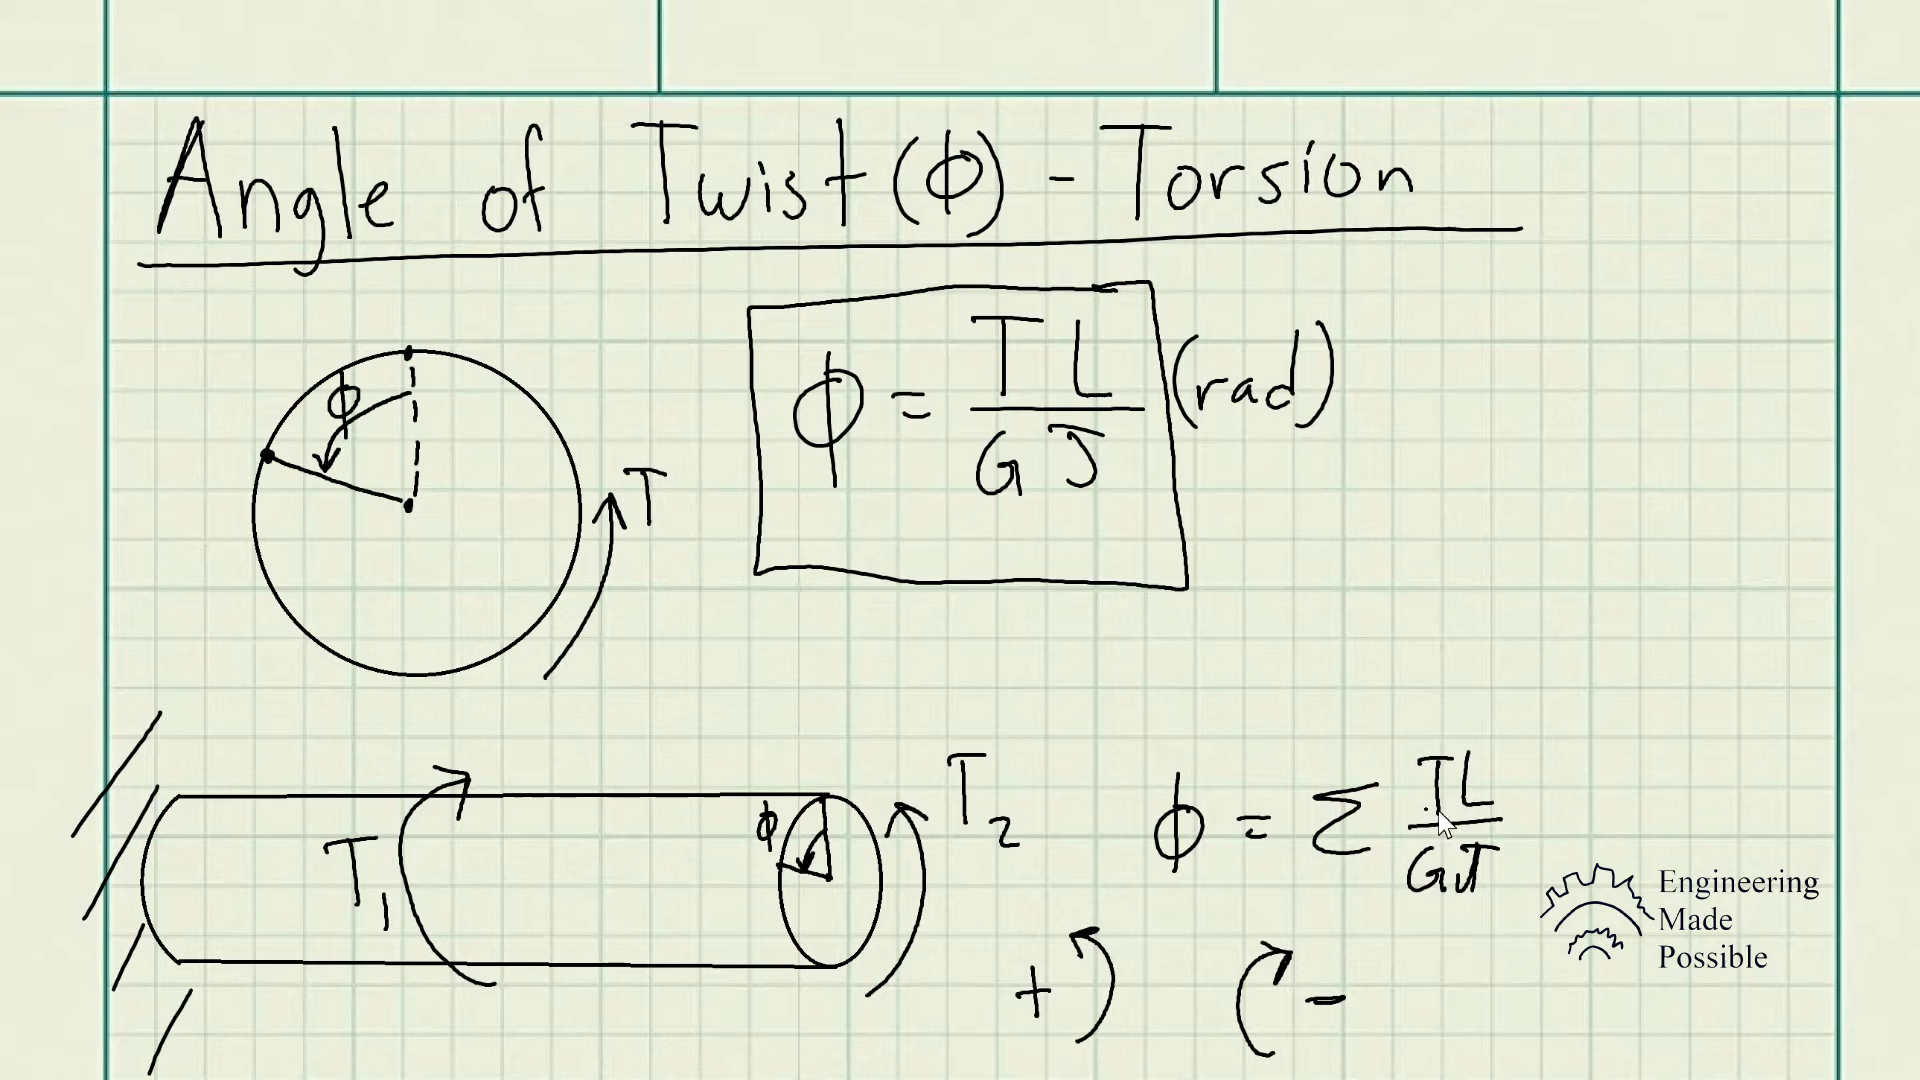 Angle of Twist (ϕ) - Torsion
ϕ = TL / GJ (rad)
ϕ
T
T₁
ϕ
T₂
ϕ = Σ TL / GJ
+ -
Engineering
Made
Possible